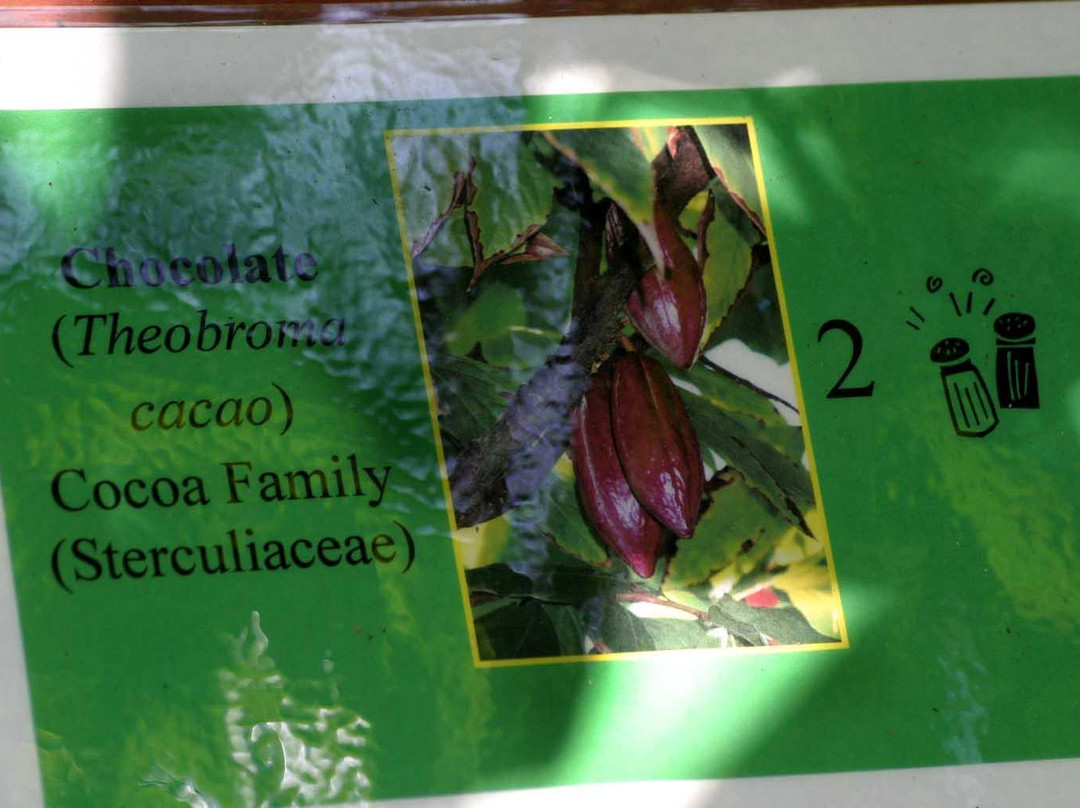 Chocolate
(Theobroma
cacao)
Cocoa Family
(Sterculiaceae)
2